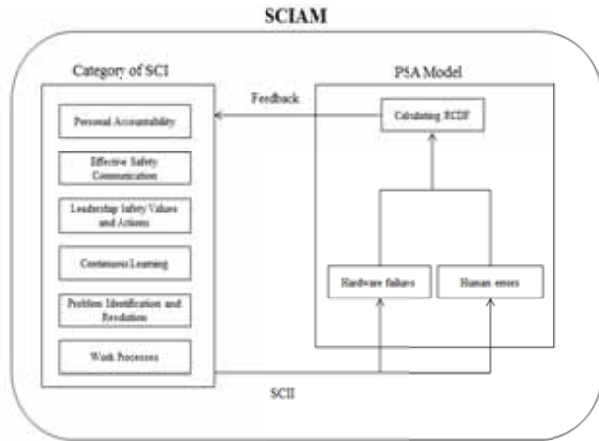 SCIAM
Category of SCI
Personal Accountability
Effective Safety
Communication
Leadership Safety Values
and Actions
Continuous Learning
Problem Identification and
Resolution
Work Processes
Feedback
PSA Model
Calculating RCDF
Hardware failures
Human errors
SCII